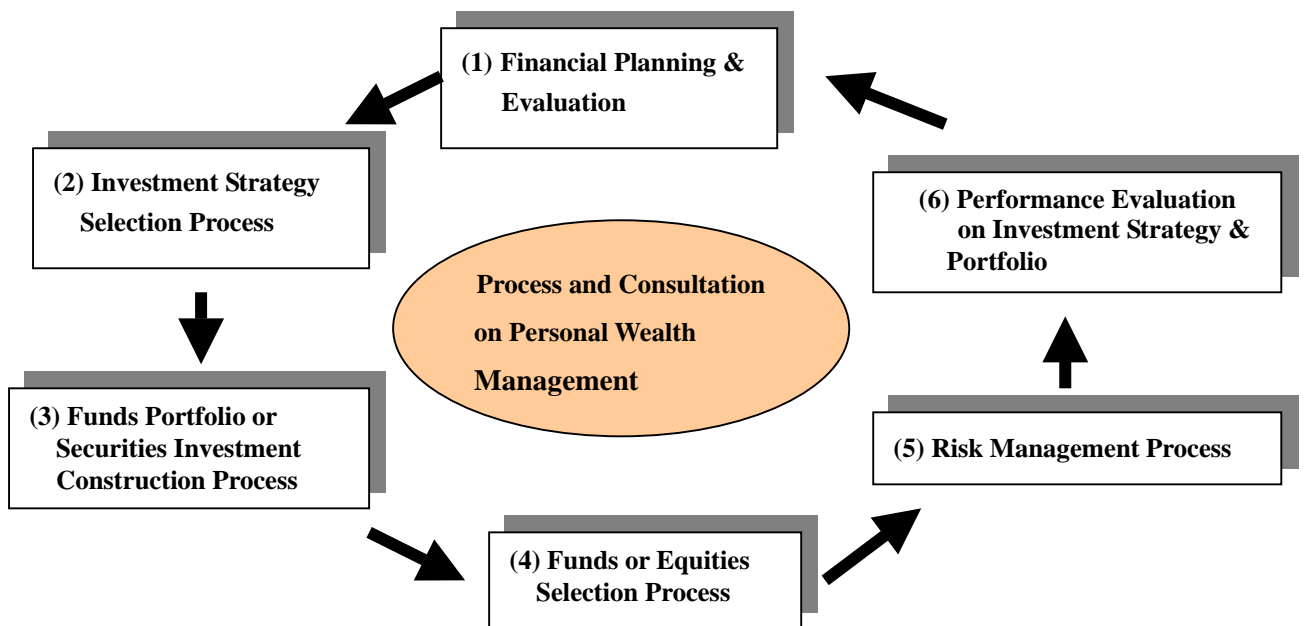 (1) Financial Planning &
Evaluation
(2) Investment Strategy
Selection Process
(3) Funds Portfolio or
Securities Investment
Construction Process
(4) Funds or Equities
Selection Process
(5) Risk Management Process
(6) Performance Evaluation
on Investment Strategy &
Portfolio
Process and Consultation
on Personal Wealth
Management